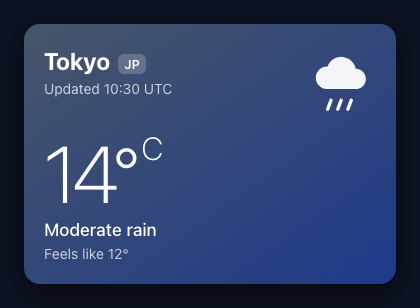 Tokyo JP
Updated 10:30 UTC
14°C
Moderate rain
Feels like 12°